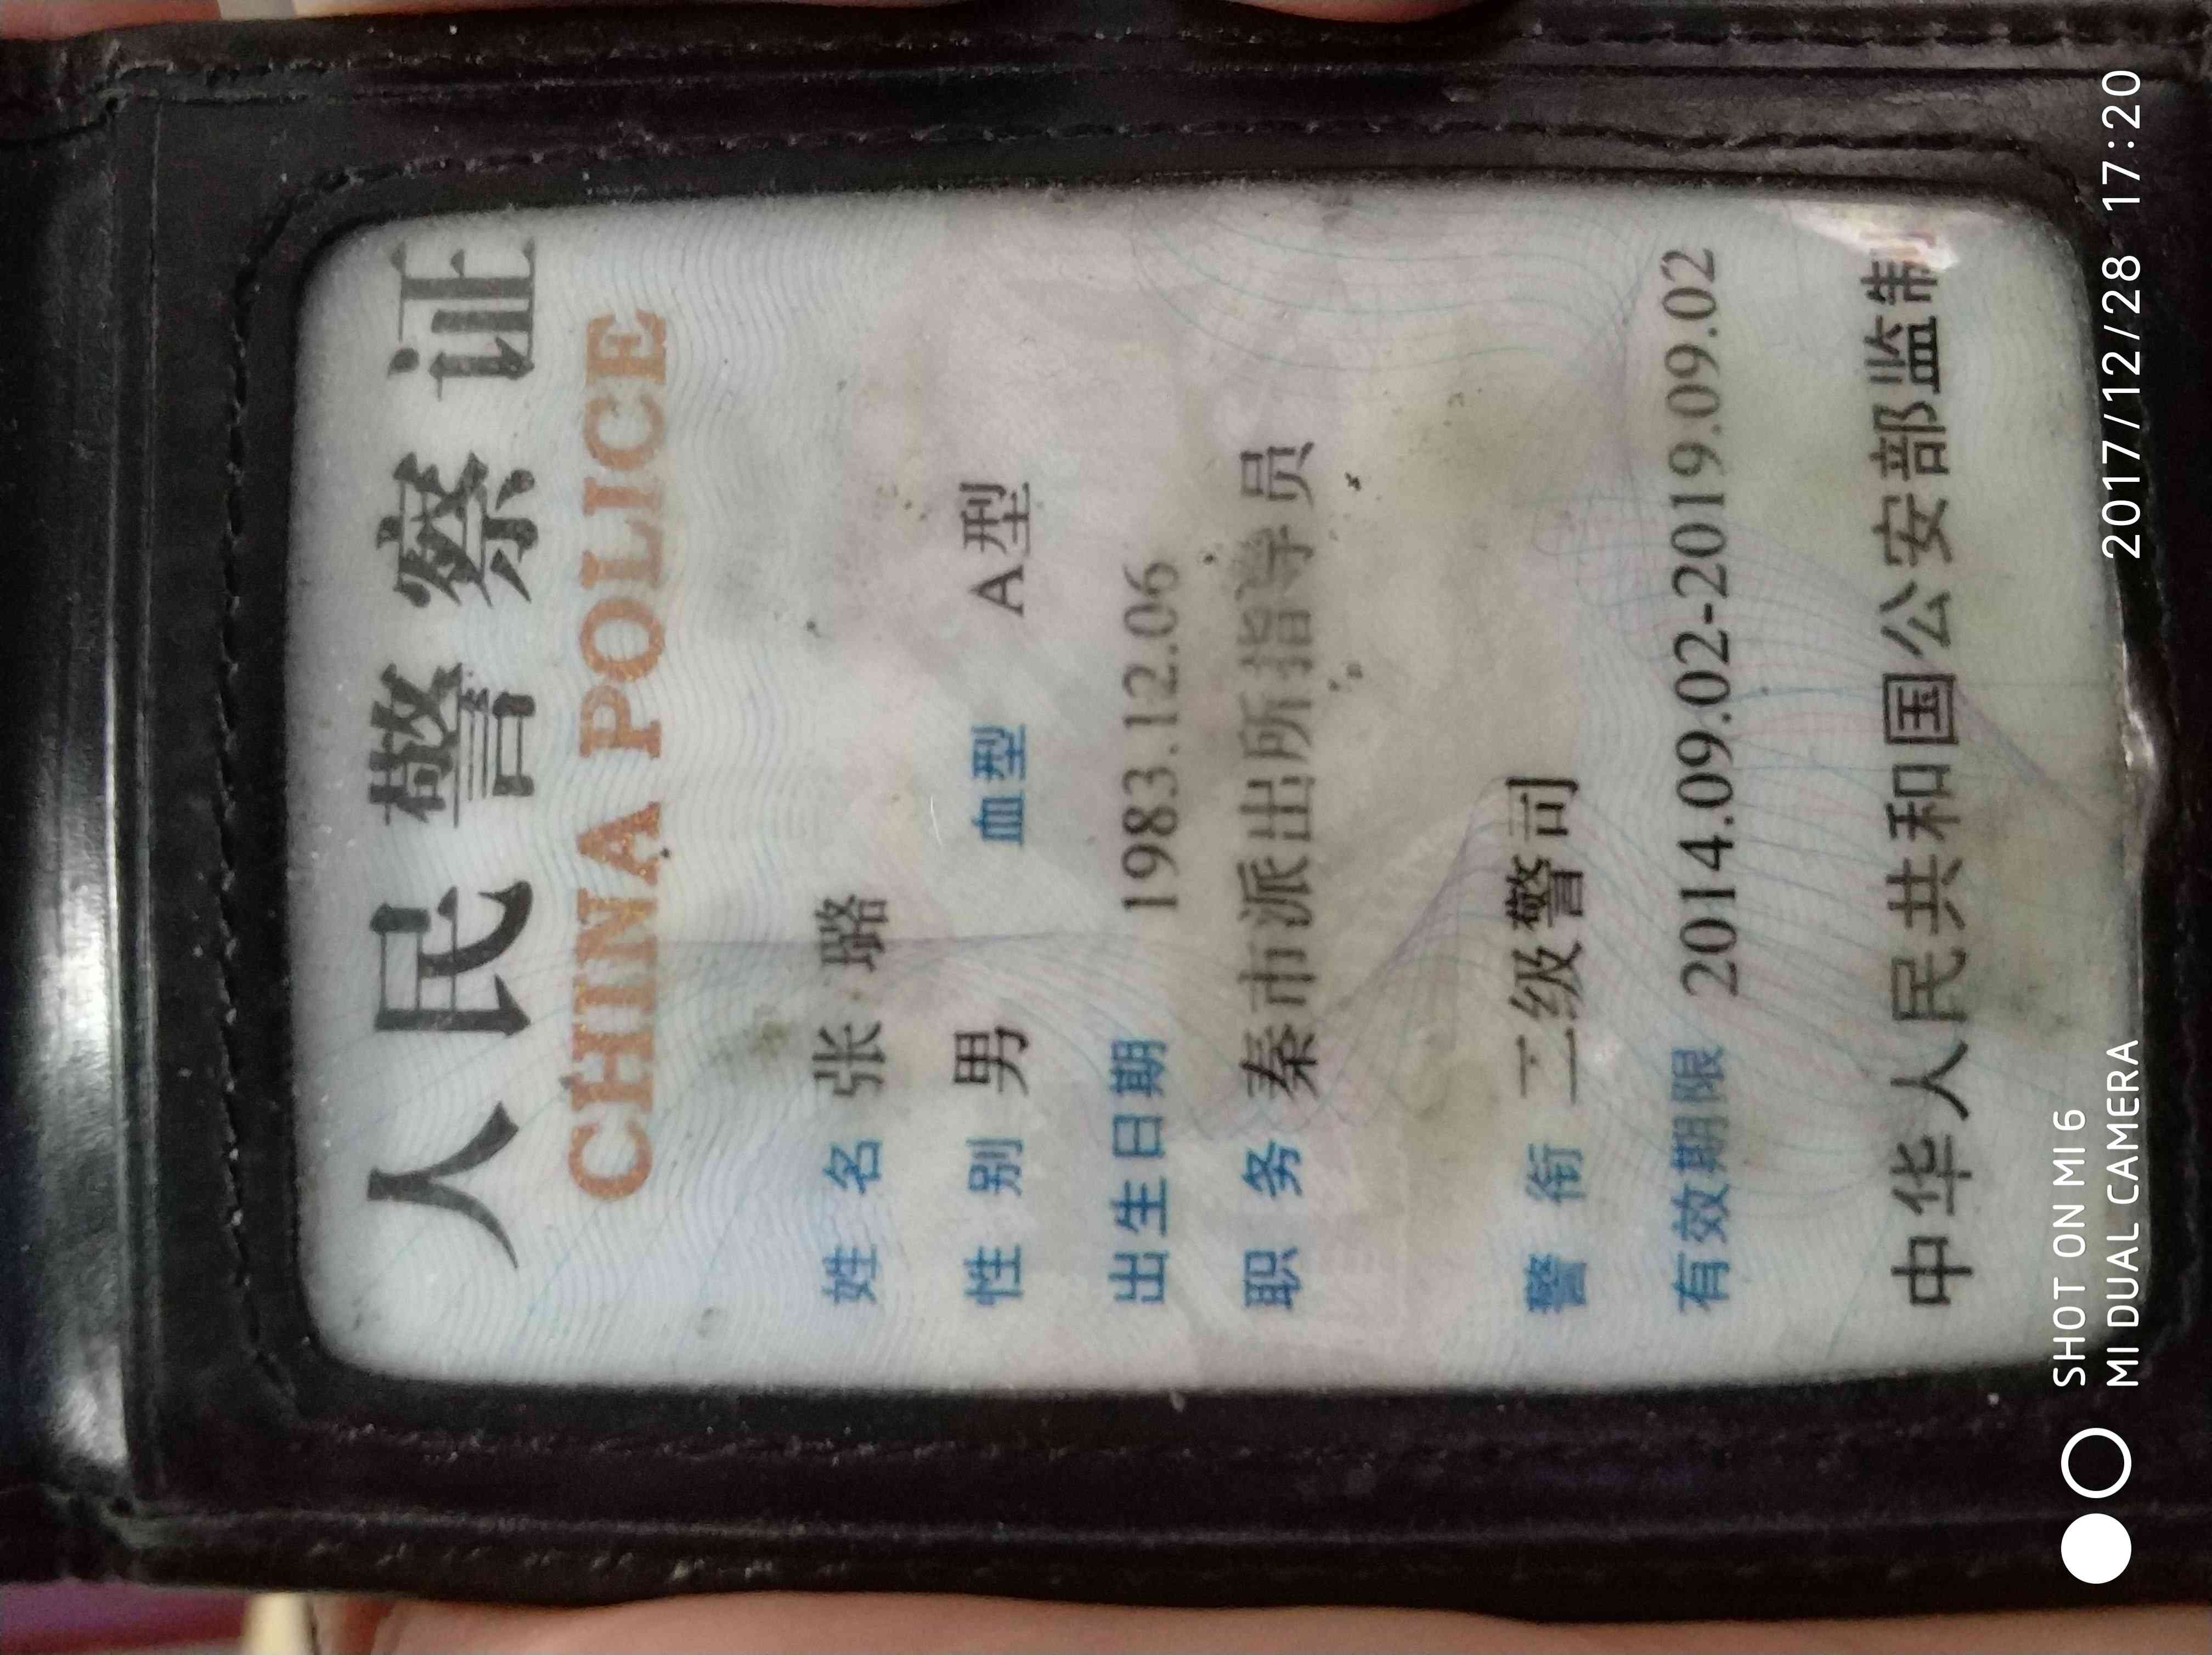 人民警察证
CHINA POLICE
姓 名 张 璐
性 别 男 血型 A型
出生日期 1983.12.06
职 务 秦市派出所指导员
警 衔 二级警司
有效期限 2014.09.02-2019.09.02
中华人民共和国公安部监制
SHOT ON MI 6
MI DUAL CAMERA
2017/12/28 17:20